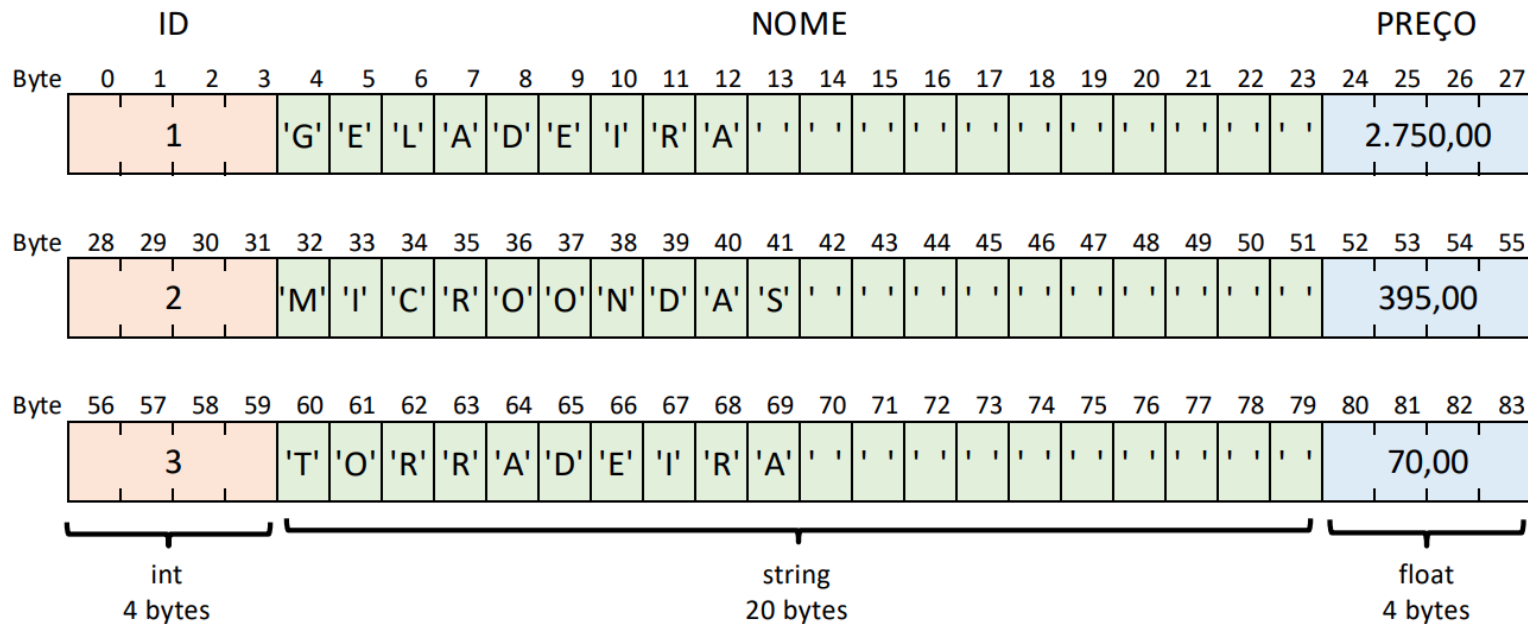 ID NOME PREÇO
Byte 0 1 2 3 4 5 6 7 8 9 10 11 12 13 14 15 16 17 18 19 20 21 22 23 24 25 26 27
1 'G' 'E' 'L' 'A' 'D' 'E' 'I' 'R' 'A' ' ' ' ' ' ' ' ' ' ' ' ' ' ' ' ' ' ' ' ' ' ' 2.750,00
Byte 28 29 30 31 32 33 34 35 36 37 38 39 40 41 42 43 44 45 46 47 48 49 50 51 52 53 54 55
2 'M' 'I' 'C' 'R' 'O' 'O' 'N' 'D' 'A' 'S' ' ' ' ' ' ' ' ' ' ' ' ' ' ' ' ' ' ' ' ' 395,00
Byte 56 57 58 59 60 61 62 63 64 65 66 67 68 69 70 71 72 73 74 75 76 77 78 79 80 81 82 83
3 'T' 'O' 'R' 'R' 'A' 'D' 'E' 'I' 'R' 'A' ' ' ' ' ' ' ' ' ' ' ' ' ' ' ' ' ' ' ' ' 70,00
int string float
4 bytes 20 bytes 4 bytes